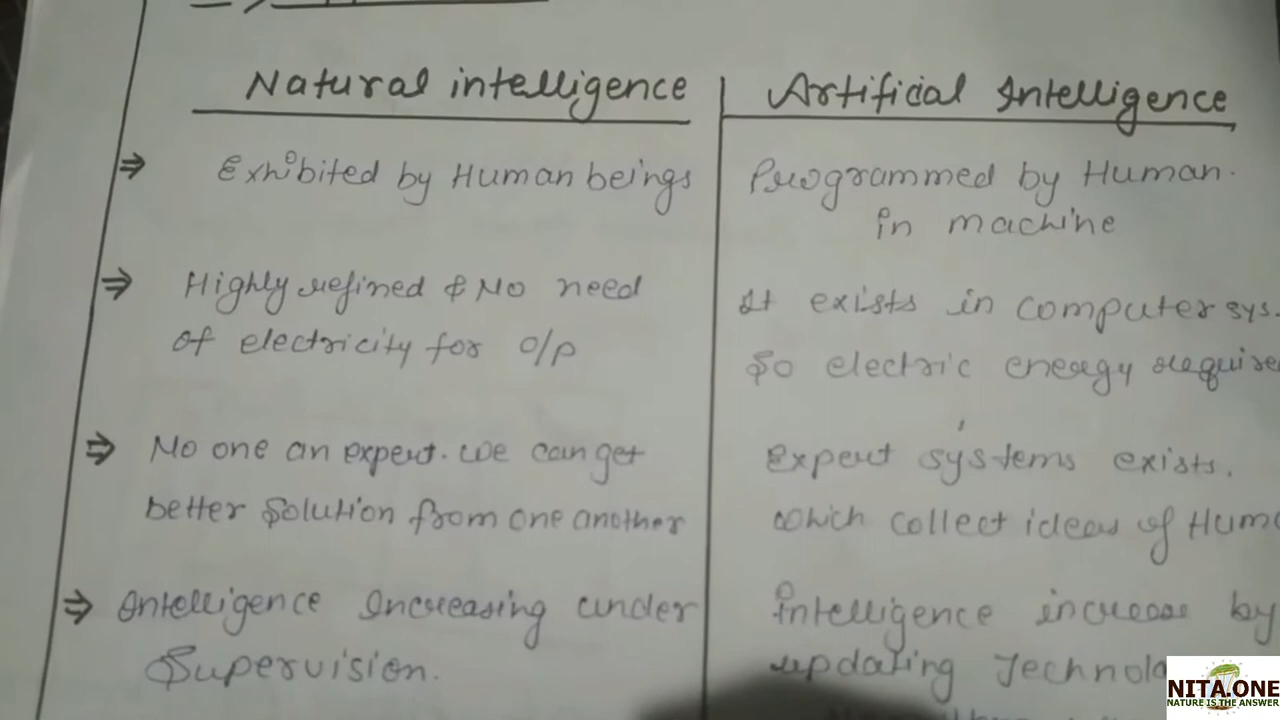 Natural intelligence
Exhibited by Human beings
Highly refined & No need
of electricity for o/p
No one an expert. we can get
better solution from one another
Intelligence Increasing under
Supervision.
Artificial Intelligence
Programmed by Human.
in machine
It exists in computer sys.
So electric energy require
Expert systems exists.
which collect ideas of Huma
intelligence increase by
updating Technolo
NITA.ONE
NATURE IS THE ANSWER